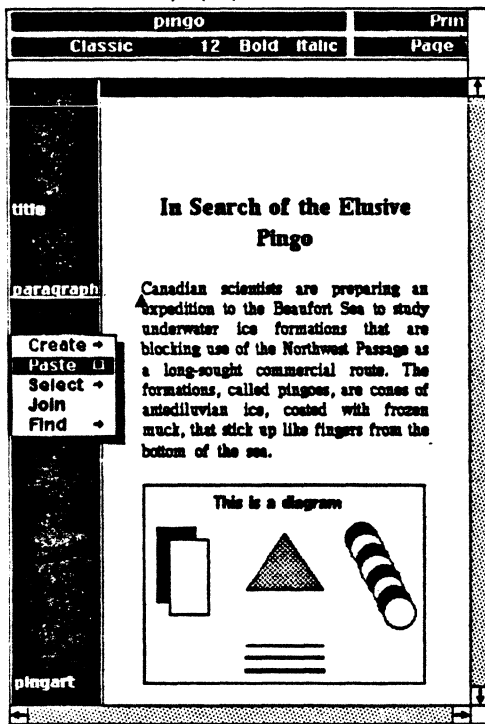 pingo Prin
Classic 12 Bold Italic Page
title
In Search of the Elusive
Pingo
paragraph
Canadian scientists are preparing an
expedition to the Beaufort Sea to study
underwater ice formations that are
blocking use of the Northwest Passage as
a long-sought commercial route. The
formations, called pingoes, are cones of
antediluvian ice, coated with frozen
muck, that stick up like fingers from the
bottom of the sea.
Create →
Paste
Select →
Join
Find →
This is a diagram
pingart